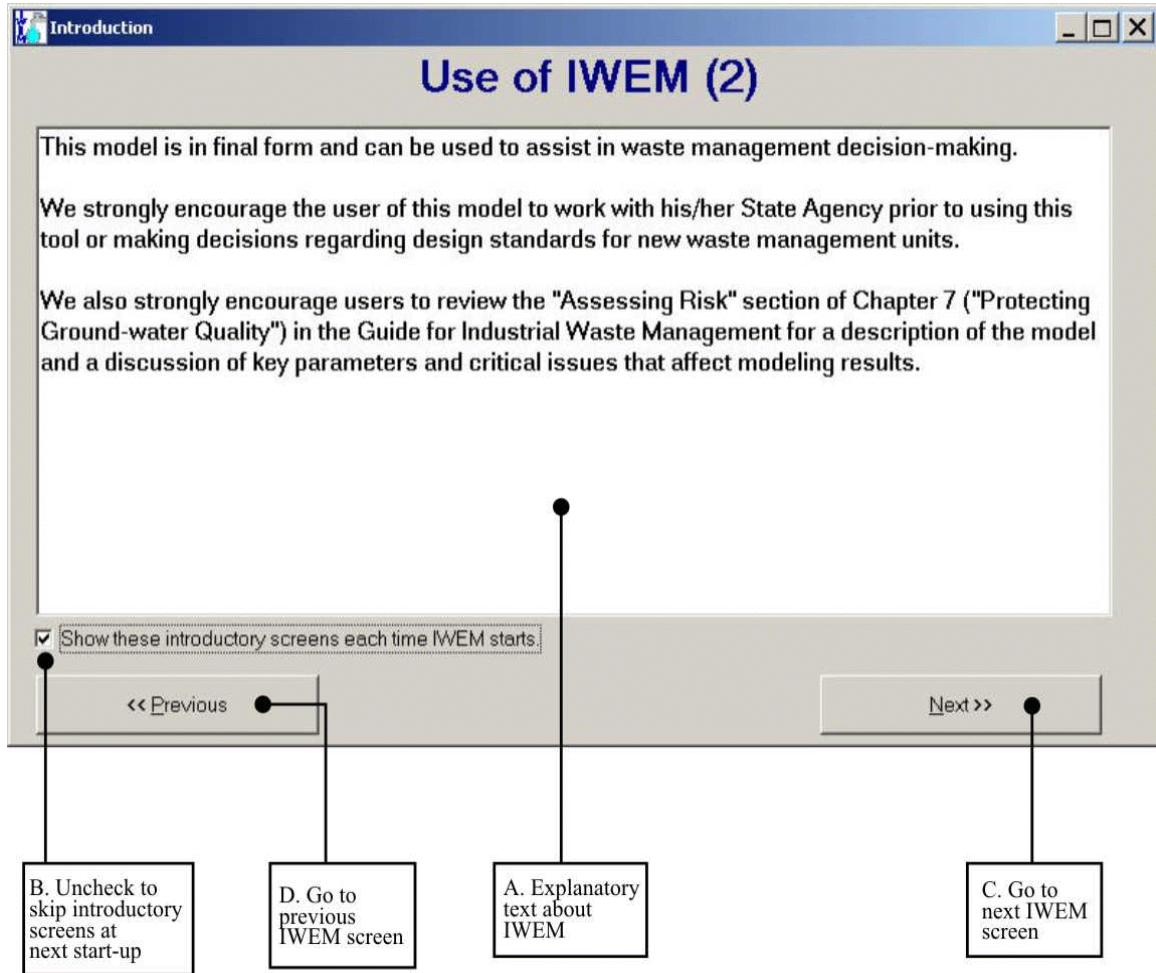 Introduction
Use of IWEM (2)
This model is in final form and can be used to assist in waste management decision-making.
We strongly encourage the user of this model to work with his/her State Agency prior to using this
tool or making decisions regarding design standards for new waste management units.
We also strongly encourage users to review the "Assessing Risk" section of Chapter 7 ("Protecting
Ground-water Quality") in the Guide for Industrial Waste Management for a description of the model
and a discussion of key parameters and critical issues that affect modeling results.
Show these introductory screens each time IWEM starts.
<< Previous
Next >>
B. Uncheck to
skip introductory
screens at
next start-up
D. Go to
previous
IWEM screen
A. Explanatory
text about
IWEM
C. Go to
next IWEM
screen